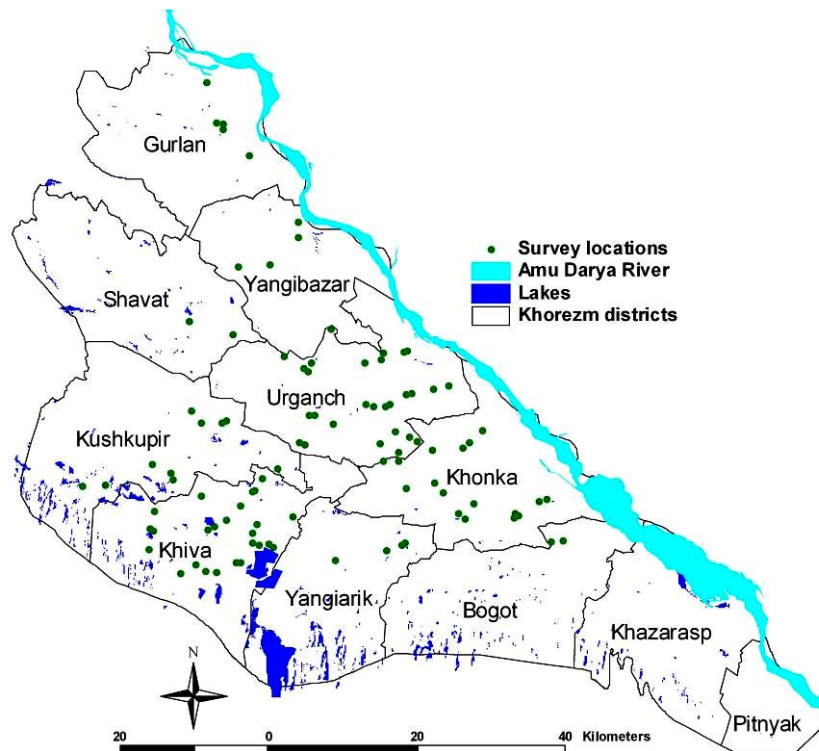 Gurlan
Yangibazar
Shavat
Survey locations
Amu Darya River
Lakes
Khorezm districts
Urganch
Kushkupir
Khonka
Khiva
Yangiarik
Bogot
Khazarasp
Pitnyak
N
20 0 20 40 Kilometers